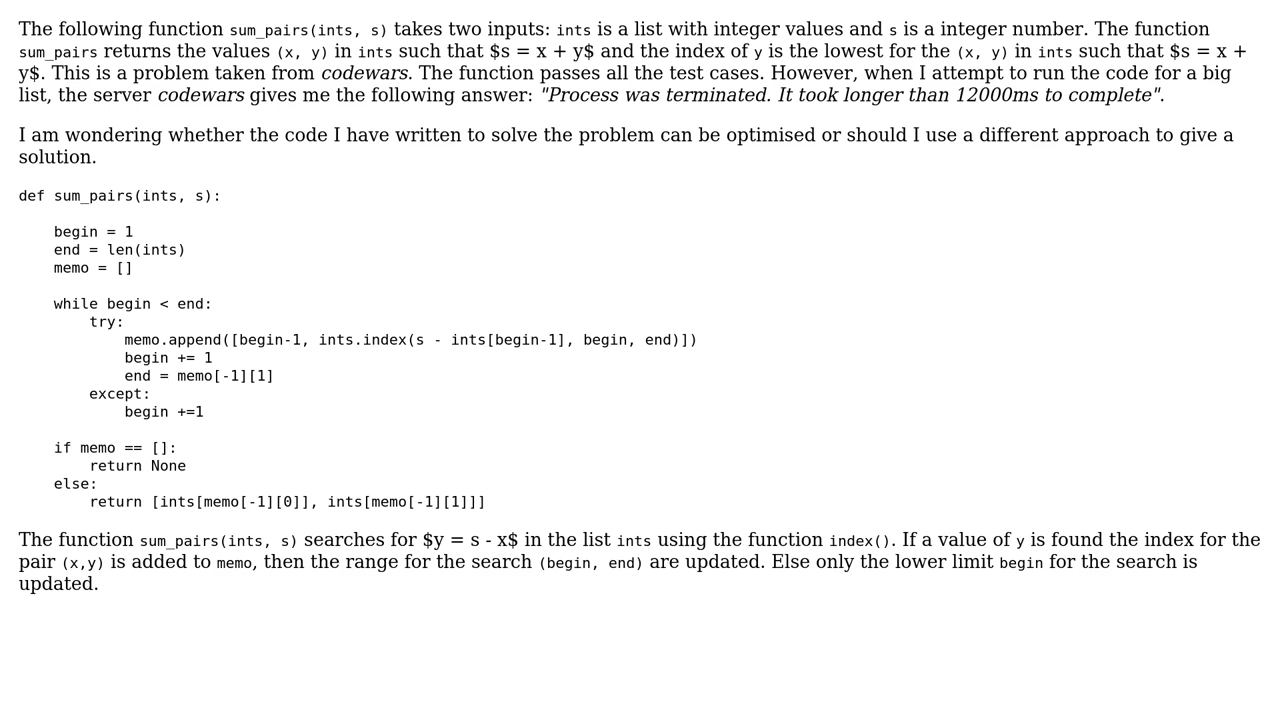 The following function sum_pairs(ints, s) takes two inputs: ints is a list with integer values and s is a integer number. The function
sum_pairs returns the values (x, y) in ints such that $s = x + y$ and the index of y is the lowest for the (x, y) in ints such that $s = x +
y$. This is a problem taken from codewars. The function passes all the test cases. However, when I attempt to run the code for a big
list, the server codewars gives me the following answer: "Process was terminated. It took longer than 12000ms to complete".
I am wondering whether the code I have written to solve the problem can be optimised or should I use a different approach to give a
solution.
def sum_pairs(ints, s):
    begin = 1
    end = len(ints)
    memo = []
    while begin < end:
        try:
            memo.append([begin-1, ints.index(s - ints[begin-1], begin, end)])
            begin += 1
            end = memo[-1][1]
        except:
            begin +=1
    if memo == []:
        return None
    else:
        return [ints[memo[-1][0]], ints[memo[-1][1]]]
The function sum_pairs(ints, s) searches for $y = s - x$ in the list ints using the function index(). If a value of y is found the index for the
pair (x,y) is added to memo, then the range for the search (begin, end) are updated. Else only the lower limit begin for the search is
updated.